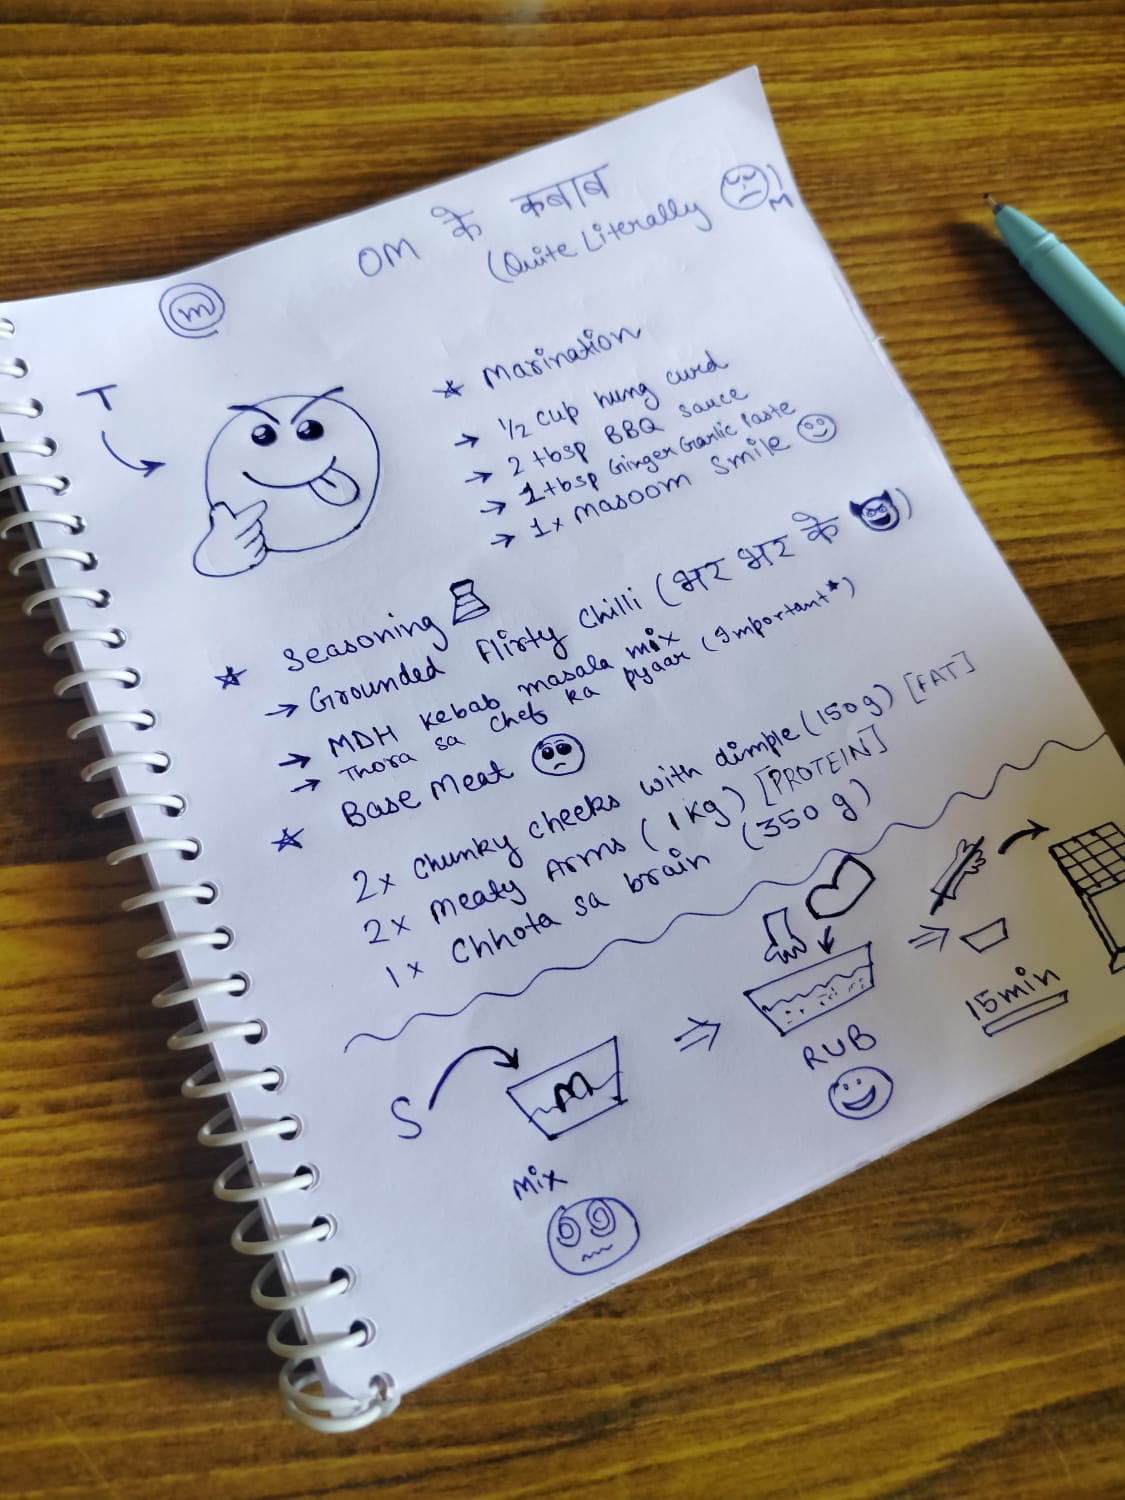 OM के कबाब
(Quite Literally
M
m
T
Marination
→ 1/2 cup hung curd
→ 2 tbsp BBQ sauce
→ 1 tbsp Ginger Garlic Paste
→ 1x Masoom Smile
Seasoning
→ Grounded Flirty Chilli (भर भर के )
→ MDH kebab masala mix
→ Thora sa chef ka pyaar (Important*)
Base Meat
2x Chunky cheeks with dimple (150g) [FAT]
2x Meaty Arms (1kg) [PROTEIN]
1x Chhota sa brain (350 g)
S
M
Mix
RUB
15min